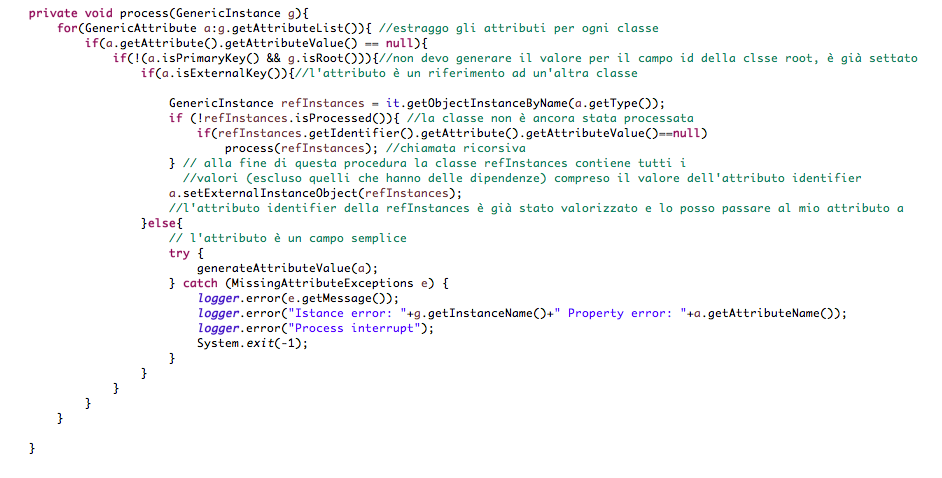 private void process(GenericInstance g){
for(GenericAttribute a:g.getAttributeList()){ //estraggo gli attributi per ogni classe
if(a.getAttribute().getAttributeValue() == null){
if(!(a.isPrimaryKey() && g.isRoot())){//non devo generare il valore per il campo id della clsse root, è già settato
if(a.isExternalKey()){//l'attributo è un riferimento ad un'altra classe
GenericInstance refInstances = it.getObjectInstanceByName(a.getType());
if (!refInstances.isProcessed()){ //la classe non è ancora stata processata
if(refInstances.getIdentifier().getAttribute().getAttributeValue()==null)
process(refInstances); //chiamata ricorsiva
} // alla fine di questa procedura la classe refInstances contiene tutti i
//valori (escluso quelli che hanno delle dipendenze) compreso il valore dell'attributo identifier
a.setExternalInstanceObject(refInstances);
//l'attributo identifier della refInstances è già stato valorizzato e lo posso passare al mio attributo a
}else{
// l'attributo è un campo semplice
try {
generateAttributeValue(a);
} catch (MissingAttributeExceptions e) {
logger.error(e.getMessage());
logger.error("Istance error: "+g.getInstanceName()+" Property error: "+a.getAttributeName());
logger.error("Process interrupt");
System.exit(-1);
}
}
}
}
}
}